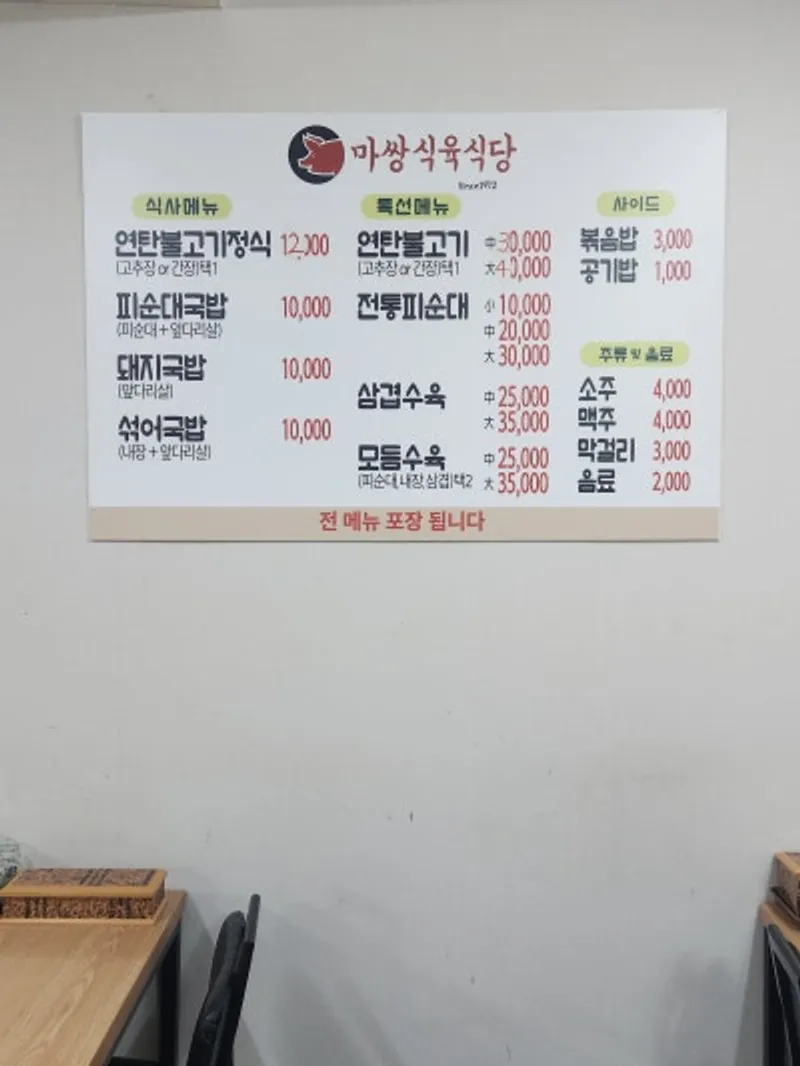 마쌍식육식당
Since1972
식사메뉴
연탄불고기정식 12,000
(고추장 or 간장)택1
피순대국밥 10,000
(피순대 + 앞다리살)
돼지국밥 10,000
(앞다리살)
섞어국밥 10,000
(내장 + 앞다리살)
특선메뉴
연탄불고기 中 30,000
(고추장 or 간장)택1 大 40,000
전통피순대 小 10,000
中 20,000
大 30,000
삼겹수육 中 25,000
大 35,000
모듬수육 中 25,000
(피순대, 내장, 삼겹)택2 大 35,000
사이드
볶음밥 3,000
공기밥 1,000
주류 및 음료
소주 4,000
맥주 4,000
막걸리 3,000
음료 2,000
전 메뉴 포장 됩니다